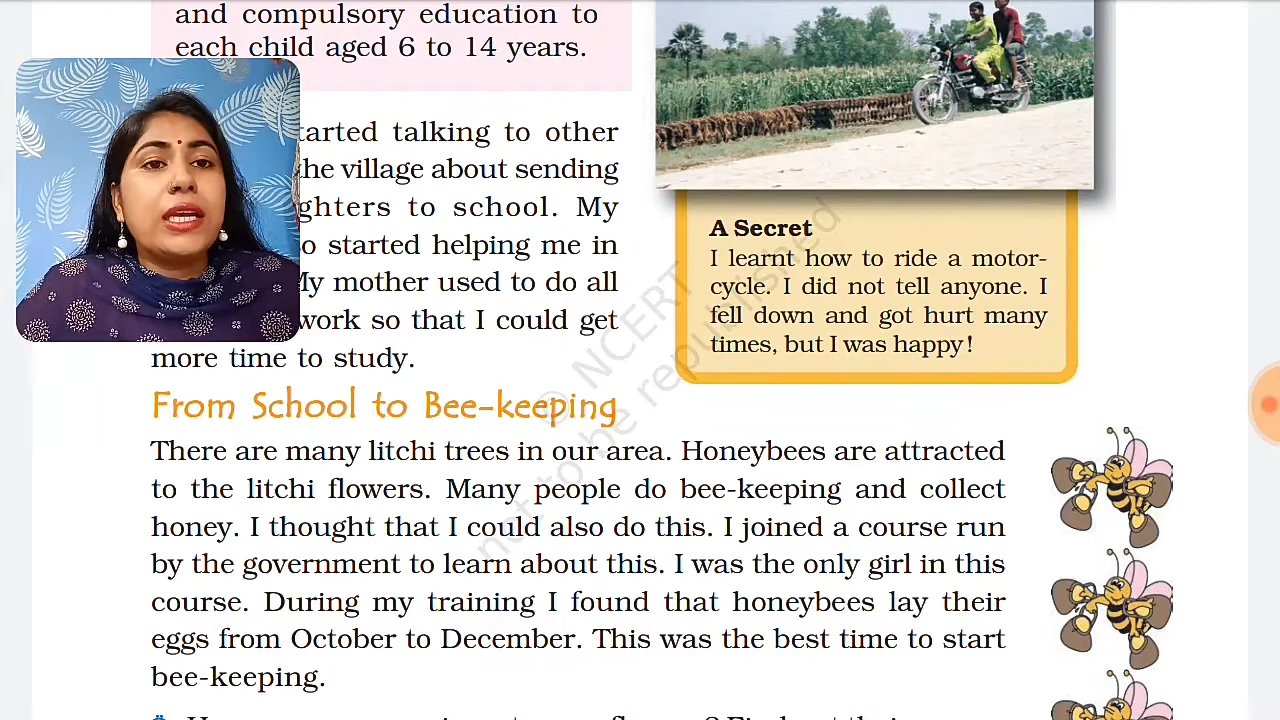 and compulsory education to
each child aged 6 to 14 years.
tarted talking to other
he village about sending
ghters to school. My
o started helping me in
My mother used to do all
work so that I could get
more time to study.
A Secret
I learnt how to ride a motor-
cycle. I did not tell anyone. I
fell down and got hurt many
times, but I was happy!
From School to Bee-keeping
There are many litchi trees in our area. Honeybees are attracted
to the litchi flowers. Many people do bee-keeping and collect
honey. I thought that I could also do this. I joined a course run
by the government to learn about this. I was the only girl in this
course. During my training I found that honeybees lay their
eggs from October to December. This was the best time to start
bee-keeping.
© NCERT
not to be republished